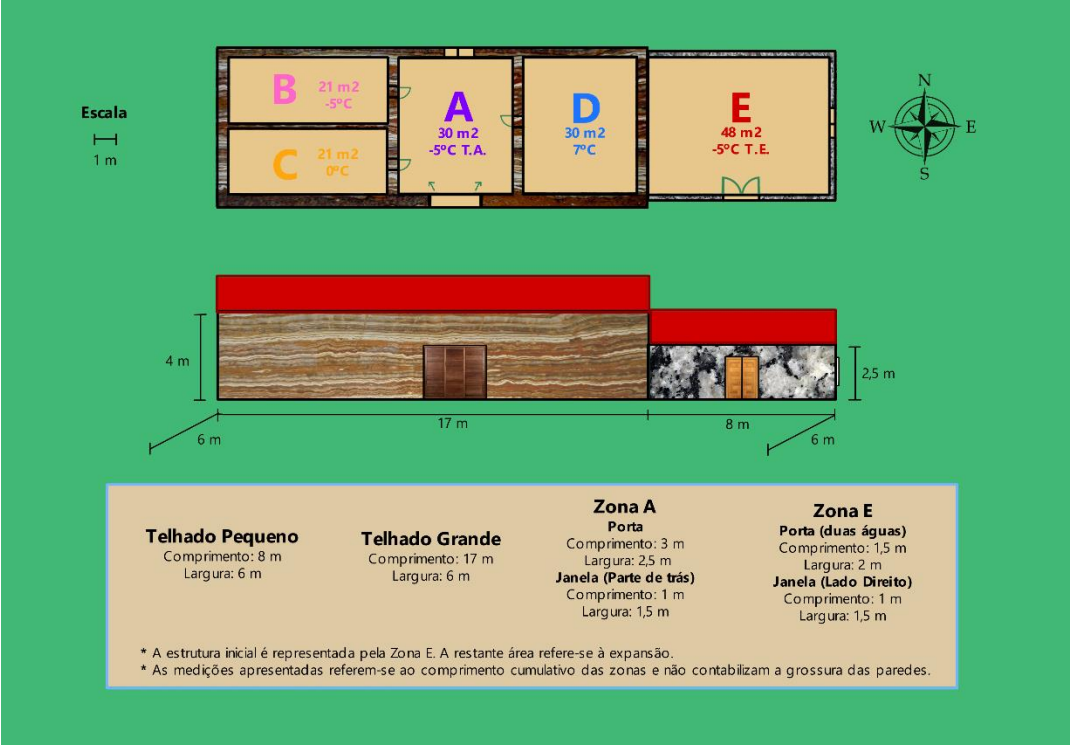 Escala
1 m
B
21 m2
-5ºC
C
21 m2
0ºC
A
30 m2
-5ºC T.A.
D
30 m2
7ºC
E
48 m2
-5ºC T.E.
N
W
E
S
4 m
2,5 m
6 m
17 m
8 m
6 m
Telhado Pequeno
Comprimento: 8 m
Largura: 6 m
Telhado Grande
Comprimento: 17 m
Largura: 6 m
Zona A
Porta
Comprimento: 3 m
Largura: 2,5 m
Janela (Parte de trás)
Comprimento: 1 m
Largura: 1,5 m
Zona E
Porta (duas águas)
Comprimento: 1,5 m
Largura: 2 m
Janela (Lado Direito)
Comprimento: 1 m
Largura: 1,5 m
* A estrutura inicial é representada pela Zona E. A restante área refere-se à expansão.
* As medições apresentadas referem-se ao comprimento cumulativo das zonas e não contabilizam a grossura das paredes.